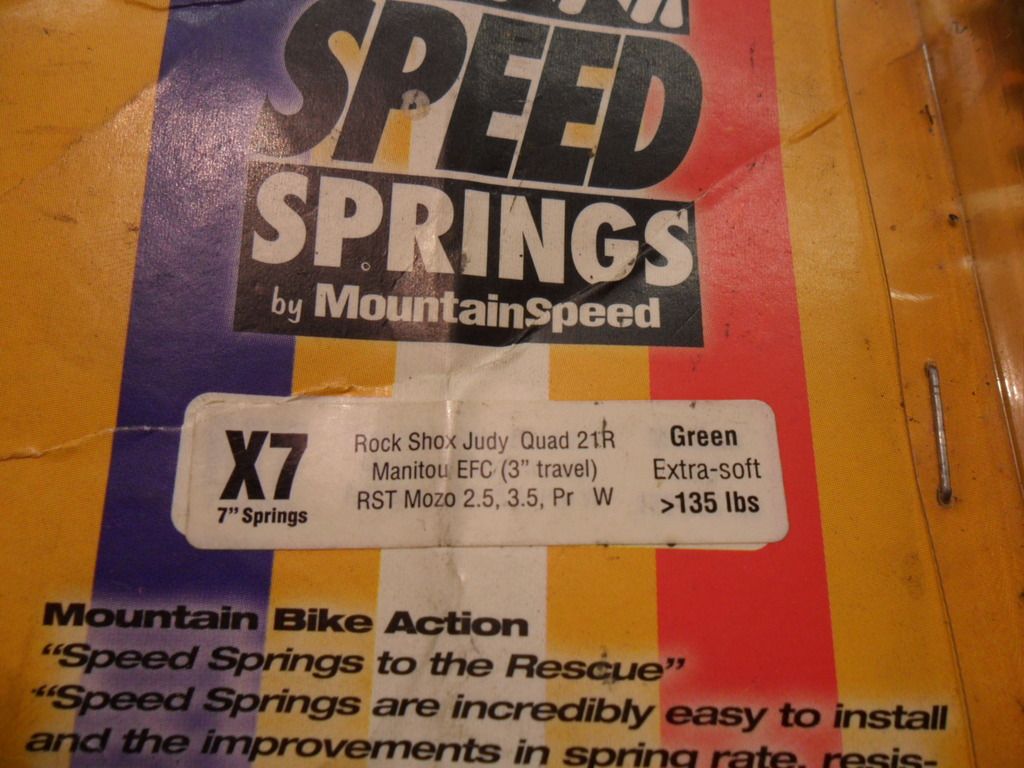 SPEED
SPRINGS
by MountainSpeed
X7
7" Springs
Rock Shox Judy Quad 21R
Manitou EFC (3" travel)
RST Mozo 2.5, 3.5, Pr W
Green
Extra-soft
>135 lbs
Mountain Bike Action
“Speed Springs to the Rescue”
“Speed Springs are incredibly easy to install
and the improvements in spring rate, resis-